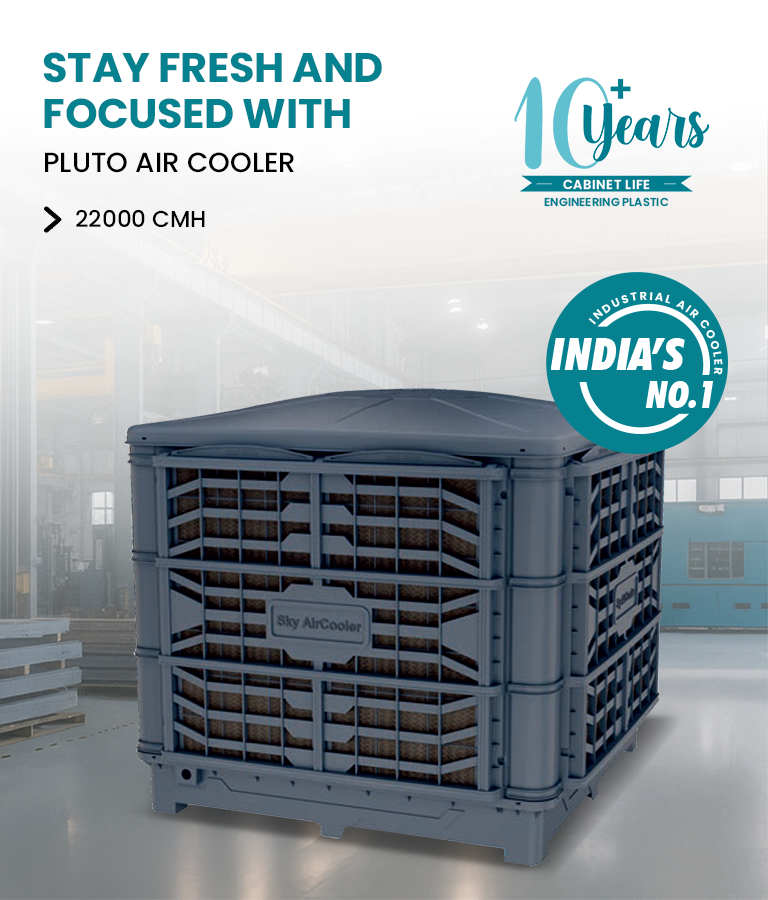 STAY FRESH AND
FOCUSED WITH
PLUTO AIR COOLER
22000 CMH
10+ Years
CABINET LIFE
ENGINEERING PLASTIC
INDUSTRIAL AIR COOLER
INDIA'S
NO.1
Sky AirCooler